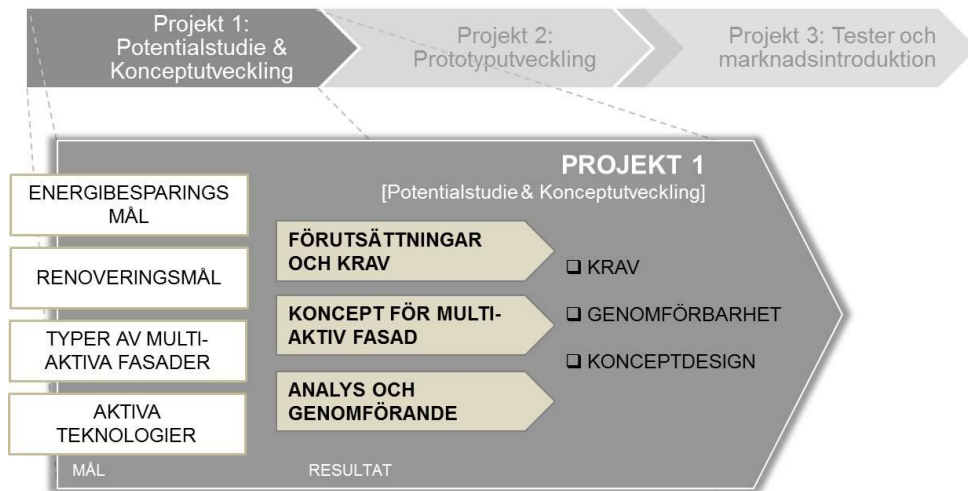 Projekt 1:
Potentialstudie &
Konceptutveckling
Projekt 2:
Prototyputveckling
Projekt 3: Tester och
marknadsintroduktion
PROJEKT 1
[Potentialstudie & Konceptutveckling]
ENERGIBESPARINGS
MÅL
RENOVERINGSMÅL
TYPER AV MULTI-
AKTIVA FASADER
AKTIVA
TEKNOLOGIER
FÖRUTSÄTTNINGAR
OCH KRAV
KONCEPT FÖR MULTI-
AKTIV FASAD
ANALYS OCH
GENOMFÖRANDE
❑ KRAV
❑ GENOMFÖRBARHET
❑ KONCEPTDESIGN
MÅL
RESULTAT